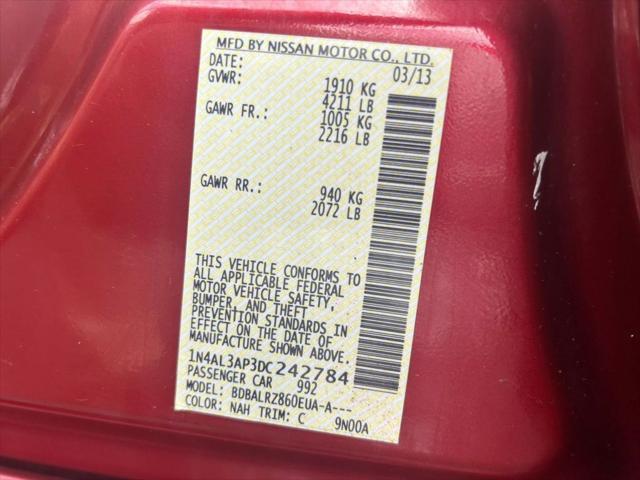 MFD BY NISSAN MOTOR CO., LTD.
DATE: 03/13
GVWR: 1910 KG
4211 LB
GAWR FR.: 1005 KG
2216 LB
GAWR RR.: 940 KG
2072 LB
THIS VEHICLE CONFORMS TO
ALL APPLICABLE FEDERAL
MOTOR VEHICLE SAFETY,
BUMPER, AND THEFT
PREVENTION STANDARDS IN
EFFECT ON THE DATE OF
MANUFACTURE SHOWN ABOVE.
1N4AL3AP3DC242784
PASSENGER CAR 992
MODEL: BDBALRZ860EUA-A---
COLOR: NAH TRIM: C 9N00A